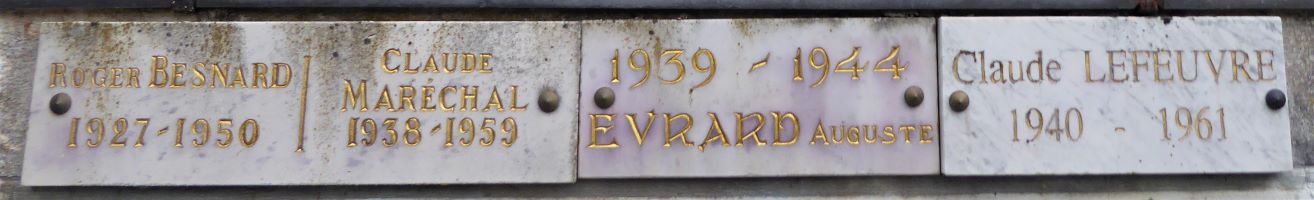 ROGER BESNARD
1927-1950
CLAUDE
MARÉCHAL
1938-1959
1939 - 1944
EVRARD AUGUSTE
Claude LEFEUVRE
1940 - 1961